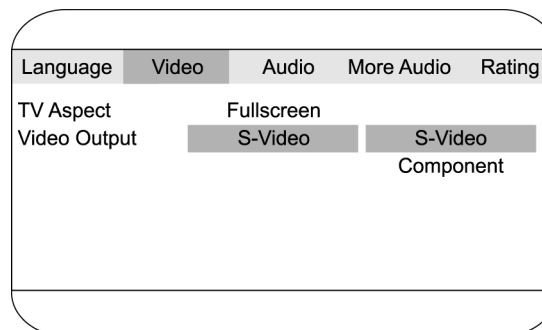 Language Video Audio More Audio Rating
TV Aspect Fullscreen
Video Output S-Video S-Video
Component